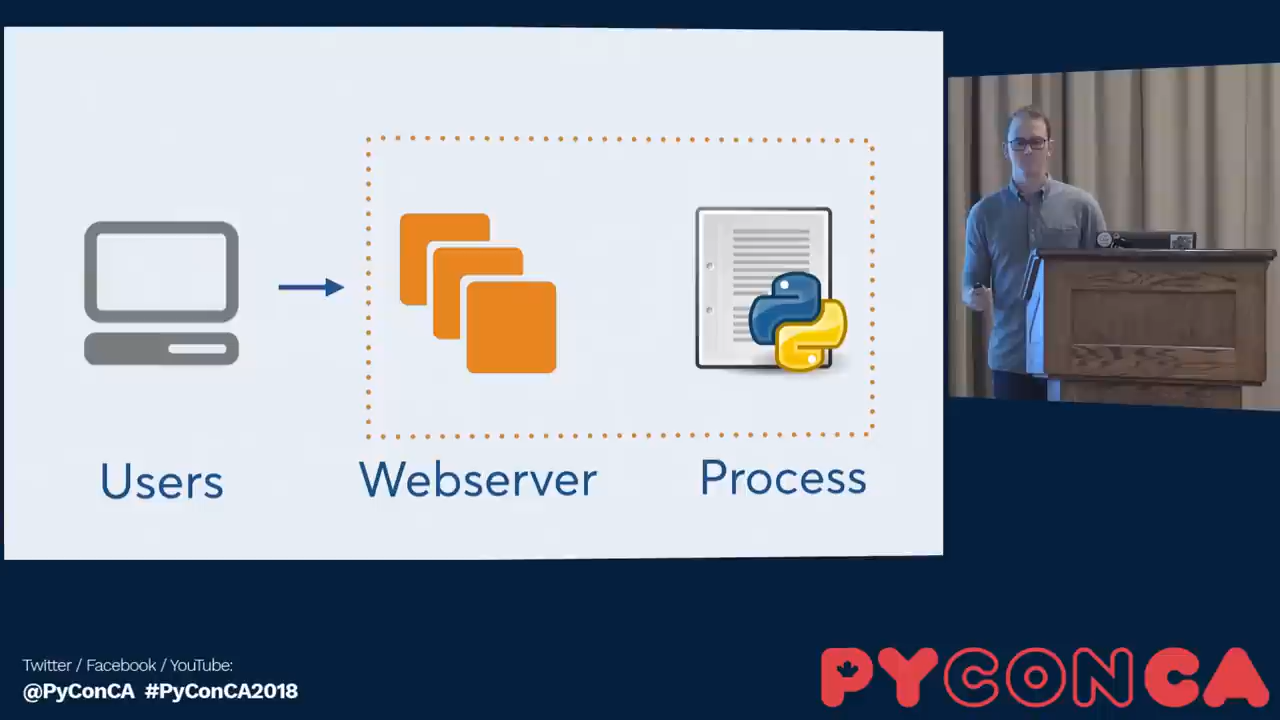 Users
Webserver
Process
Twitter / Facebook / YouTube:
@PyConCA #PyConCA2018
PYCONCA